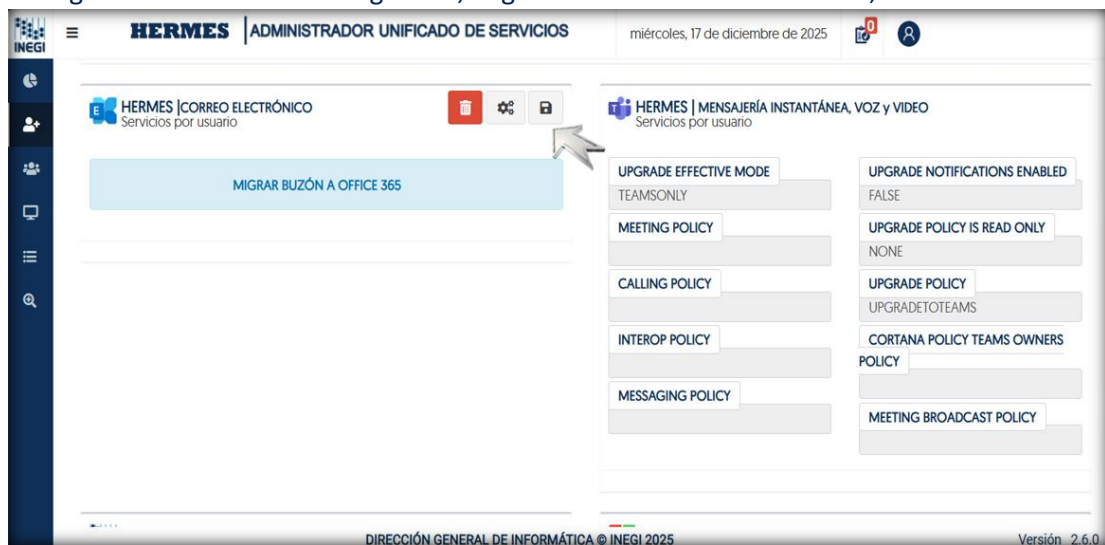 INEGI
HERMES | ADMINISTRADOR UNIFICADO DE SERVICIOS
miércoles, 17 de diciembre de 2025
0
HERMES | CORREO ELECTRÓNICO
Servicios por usuario
MIGRAR BUZÓN A OFFICE 365
HERMES | MENSAJERÍA INSTANTÁNEA, VOZ y VIDEO
Servicios por usuario
UPGRADE EFFECTIVE MODE
TEAMSONLY
MEETING POLICY
CALLING POLICY
INTEROP POLICY
MESSAGING POLICY
UPGRADE NOTIFICATIONS ENABLED
FALSE
UPGRADE POLICY IS READ ONLY
NONE
UPGRADE POLICY
UPGRADETOTEAMS
CORTANA POLICY TEAMS OWNERS
POLICY
MEETING BROADCAST POLICY
DIRECCIÓN GENERAL DE INFORMÁTICA © INEGI 2025
Versión 2.6.0